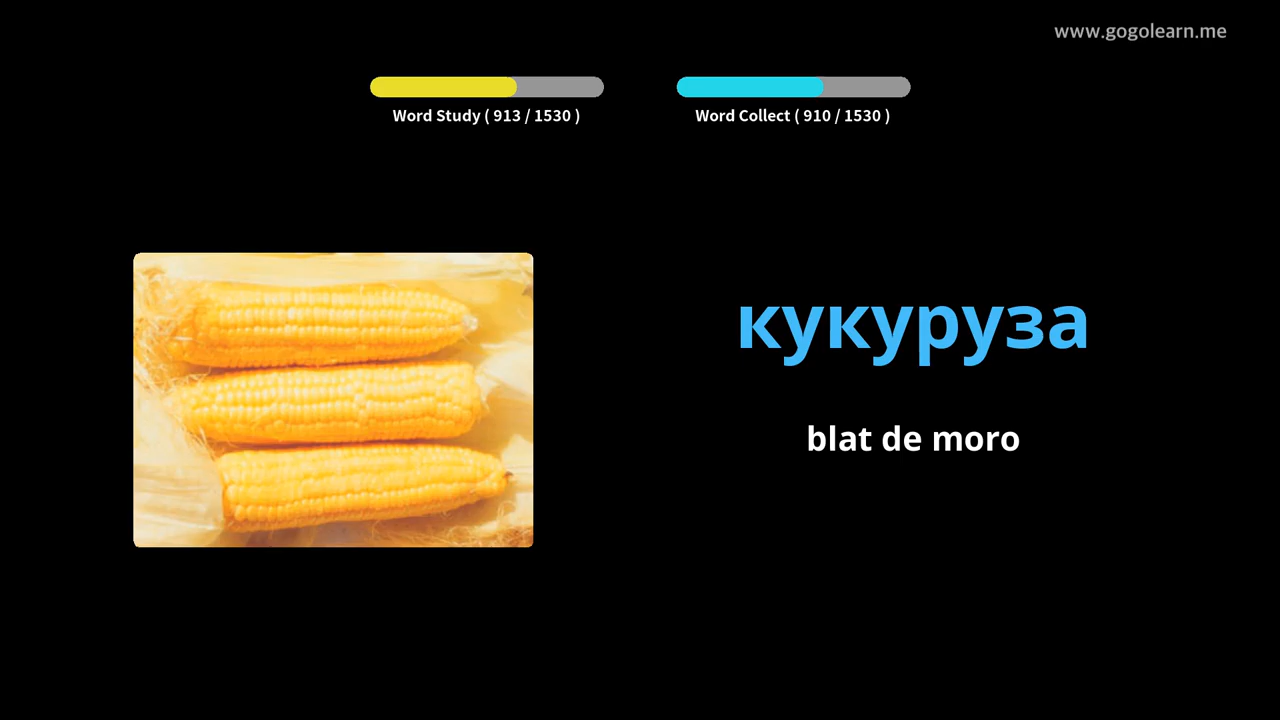 www.gogolearn.me
Word Study ( 913 / 1530 )
Word Collect ( 910 / 1530 )
кукуруза
blat de moro